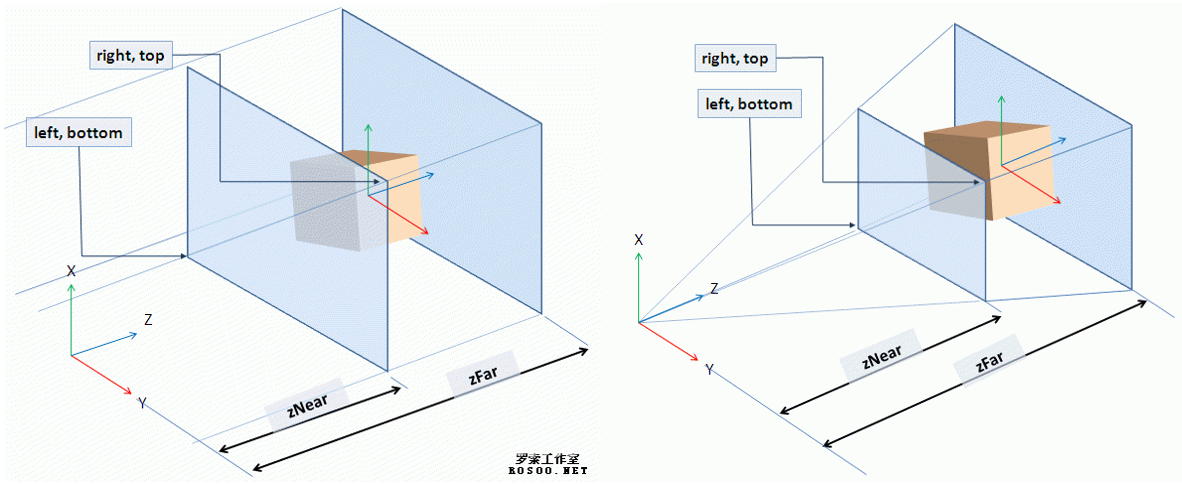 right, top
left, bottom
X
Z
Y
zNear
zFar
罗索工作室
ROSOO.NET
right, top
left, bottom
X
Z
Y
zNear
zFar